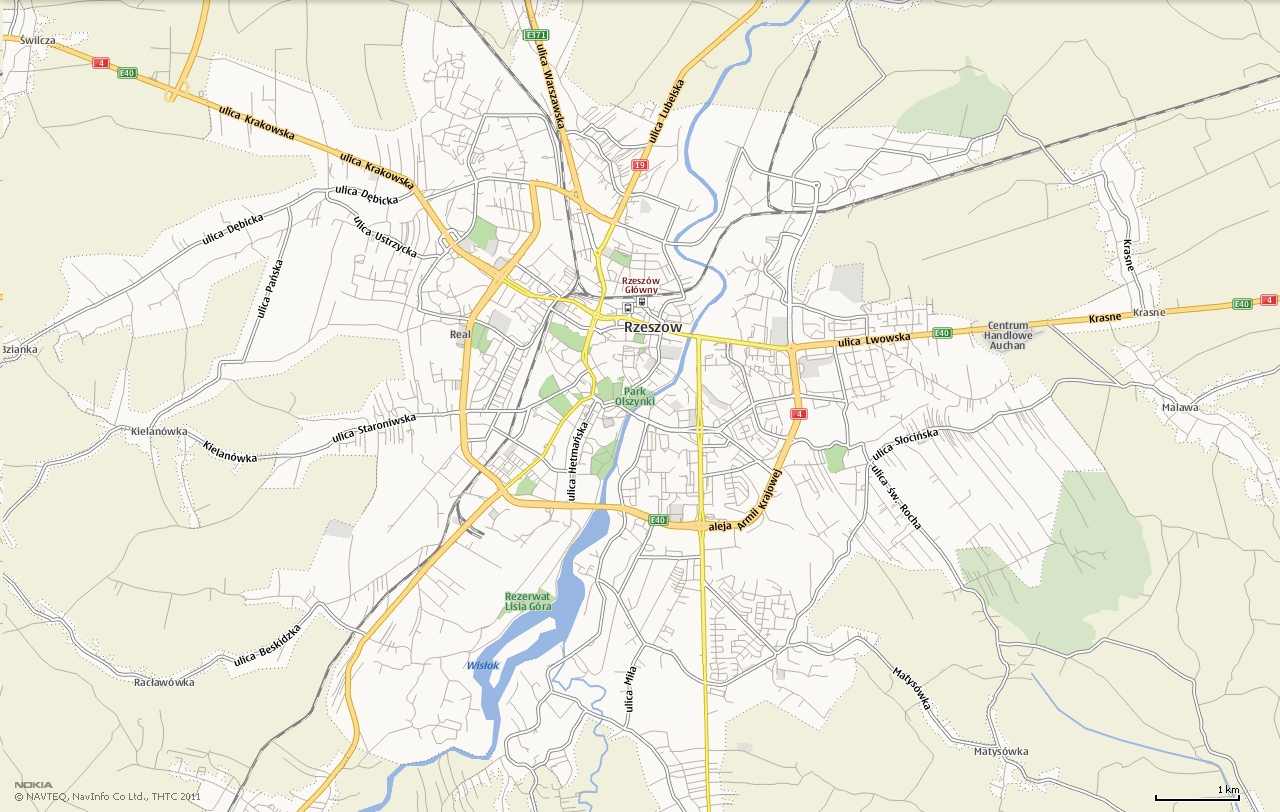 E371
Świlcza
4
E40
ulica Warszawska
ulica Lubelska
ulica Krakowska
ulica Krakowska
19
ulica Dębicka
ulica Dębicka
ulica Ustrzycka
ulica Pańska
Krasne
Rzeszów
Główny
E40
4
Krasne
Krasne
Rzeszow
Real
ulica Lwowska
E40
Centrum
Handlowe
Auchan
zianka
Park
Olszynki
4
Malawa
Kielanówka
ulica Staroniwska
Kielanówka
ulica Hetmańska
ulica Słocińska
ulica św. Rocha
E40
aleja Armii Krajowej
Rezerwat
Lisia Góra
ulica Beskidzka
Wisłok
Racławówka
ulica Miła
Matysówka
Matysówka
NOKIA
© NAVTEQ, NavInfo Co Ltd., THTC 2011
1 km